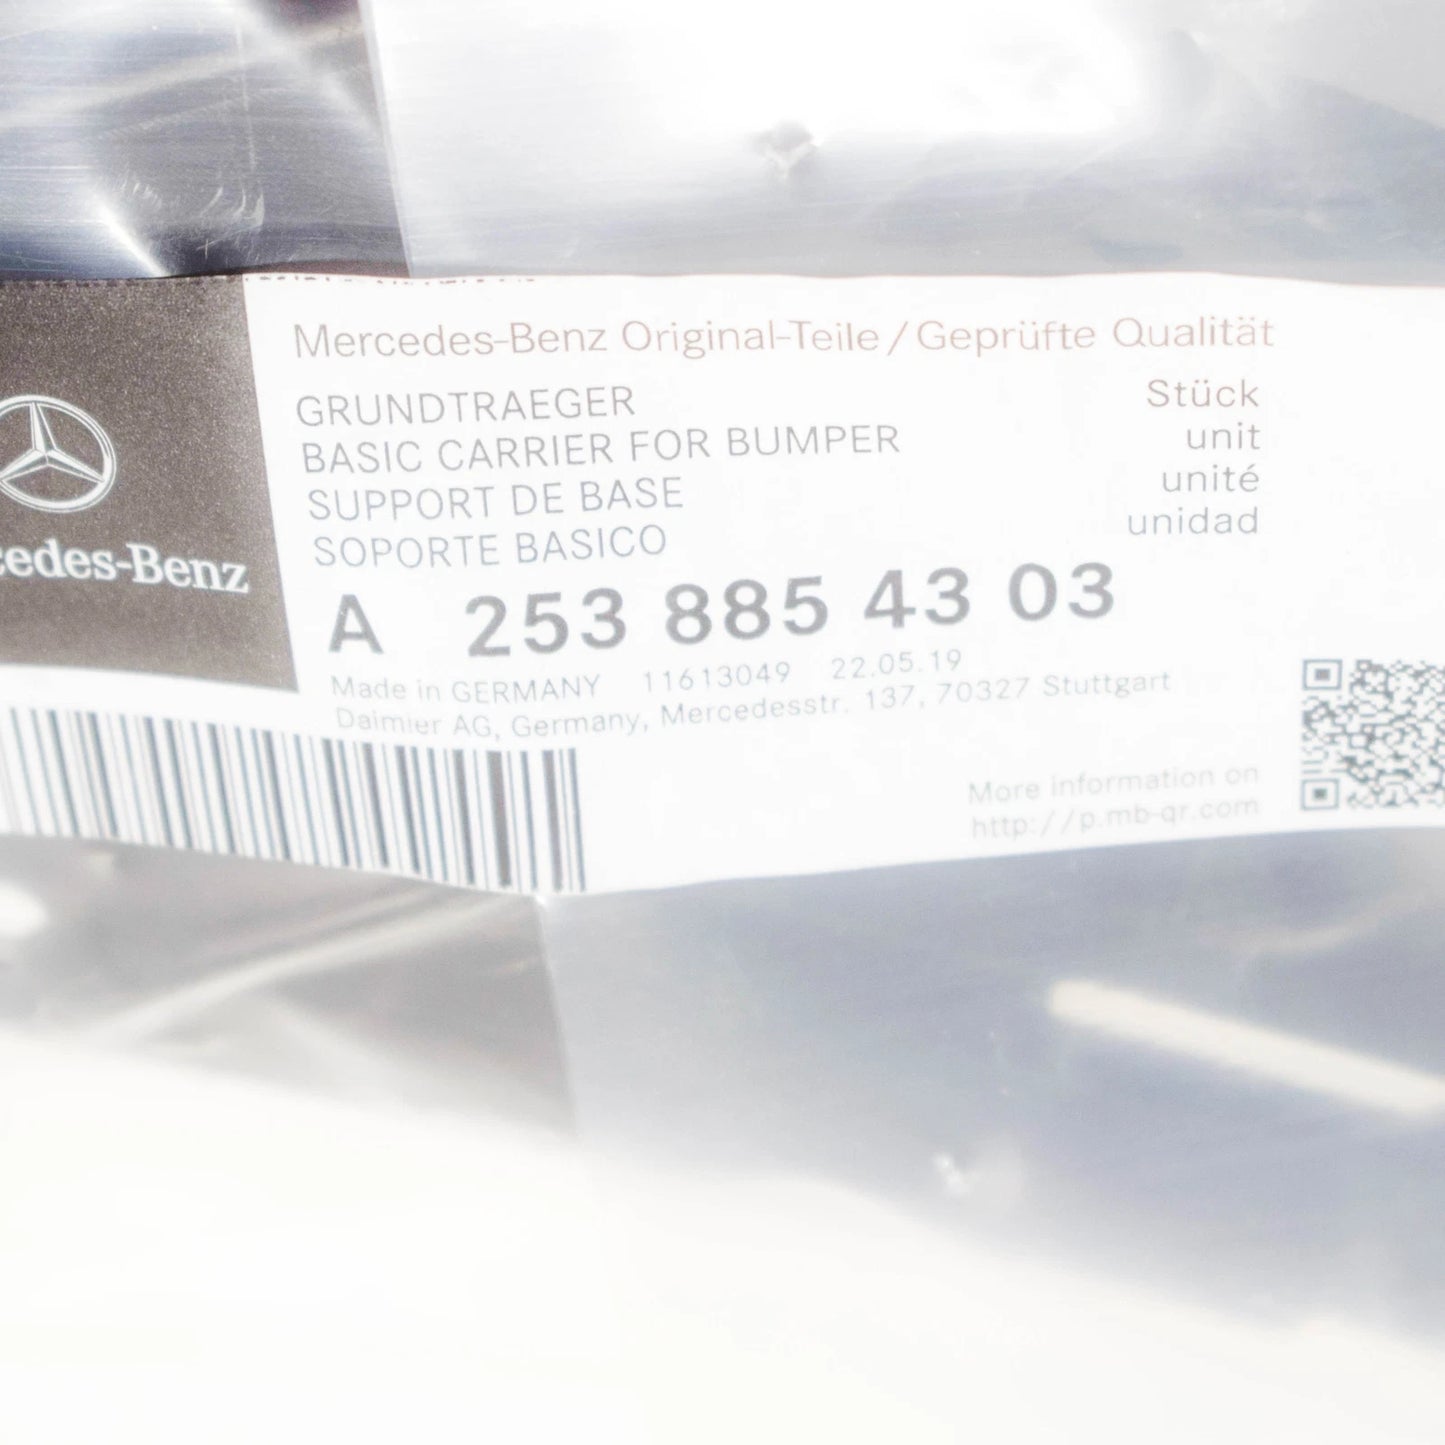 Mercedes-Benz Original-Teile / Geprüfte Qualität
GRUNDTRAEGER
BASIC CARRIER FOR BUMPER
SUPPORT DE BASE
SOPORTE BASICO
Stück
unit
unité
unidad
cedes-Benz
A 253 885 43 03
Made in GERMANY 11613049 22.05.19
Daimler AG, Germany, Mercedesstr. 137, 70327 Stuttgart
More information on
http://p.mb-qr.com